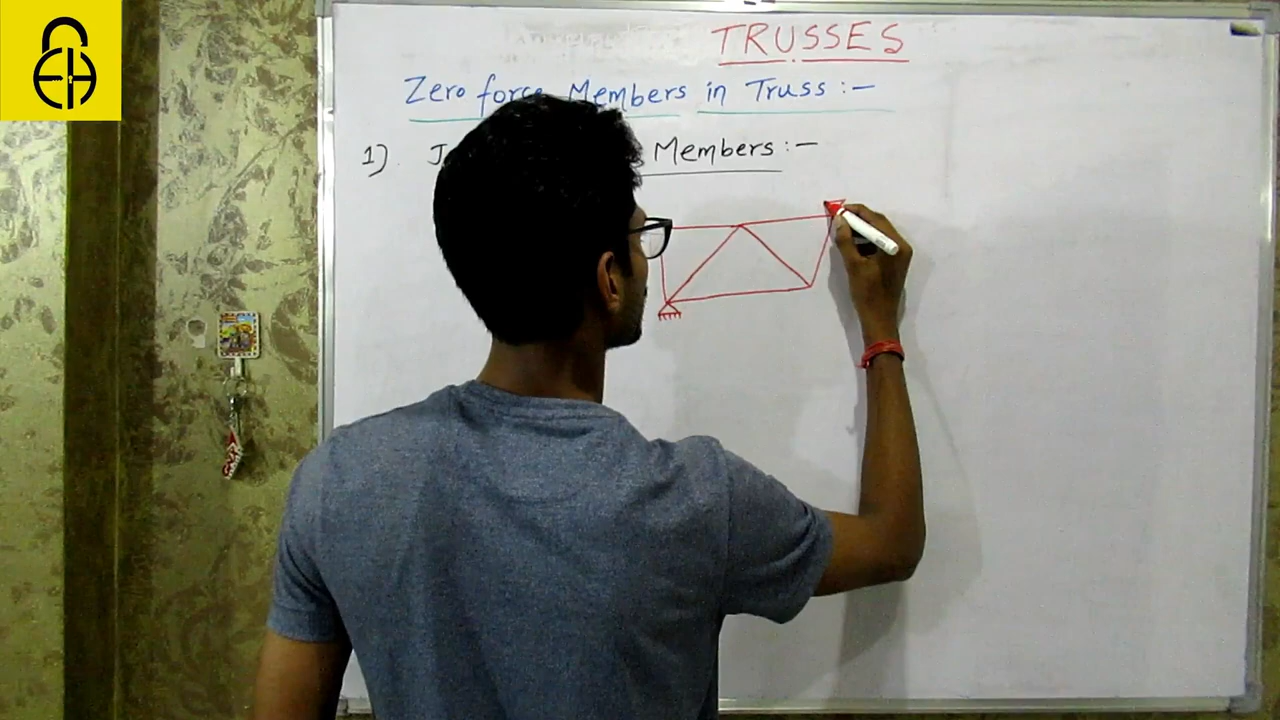 TRUSSES
Zero force Members in Truss :-
1). Members :-